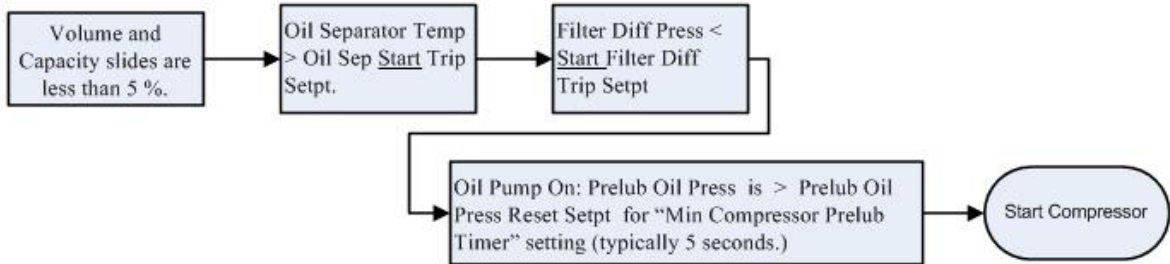 Volume and
Capacity slides are
less than 5 %.
Oil Separator Temp
> Oil Sep Start Trip
Setpt.
Filter Diff Press <
Start Filter Diff
Trip Setpt
Oil Pump On: Prelub Oil Press is > Prelub Oil
Press Reset Setpt for “Min Compressor Prelub
Timer” setting (typically 5 seconds.)
Start Compressor